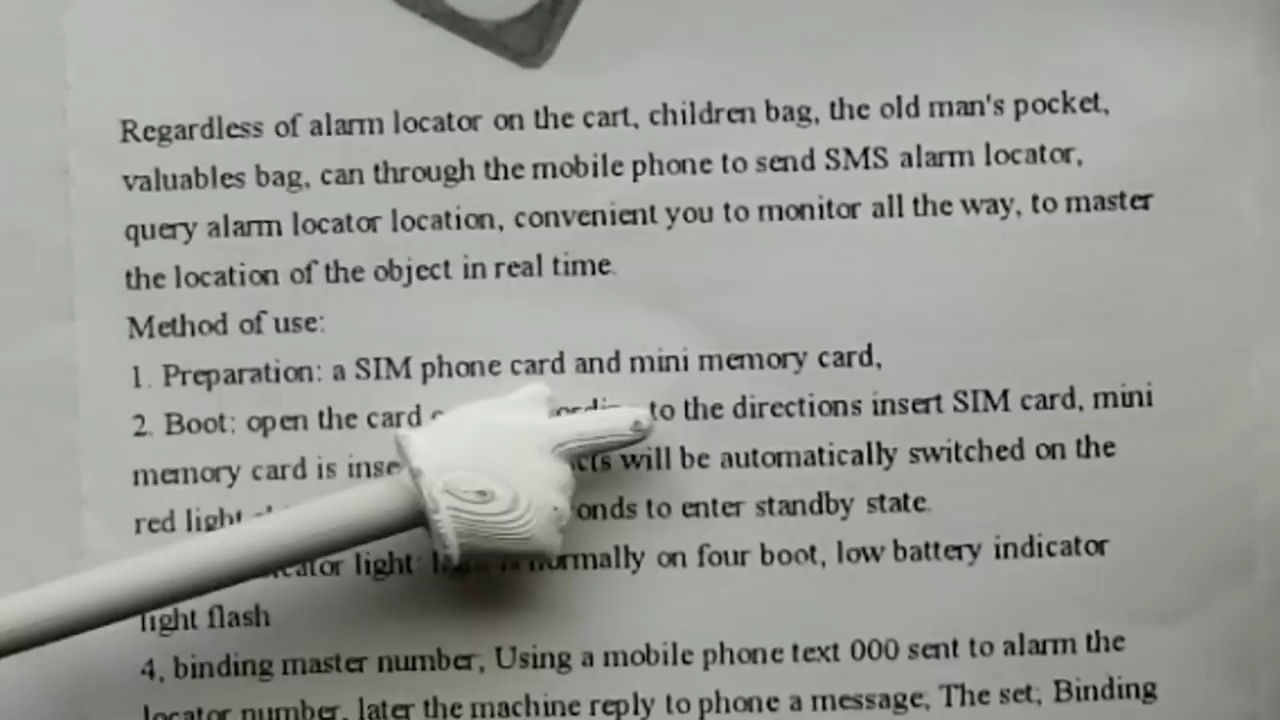 Regardless of alarm locator on the cart, children bag, the old man's pocket,
valuables bag, can through the mobile phone to send SMS alarm locator,
query alarm locator location, convenient you to monitor all the way, to master
the location of the object in real time.
Method of use:
1. Preparation: a SIM phone card and mini memory card,
2. Boot: open the card to the directions insert SIM card, mini
memory card is will be automatically switched on the
red light to enter standby state.
light: normally on four boot, low battery indicator
light flash
4, binding master number, Using a mobile phone text 000 sent to alarm the
locator number, later the machine reply to phone a message, The set; Binding